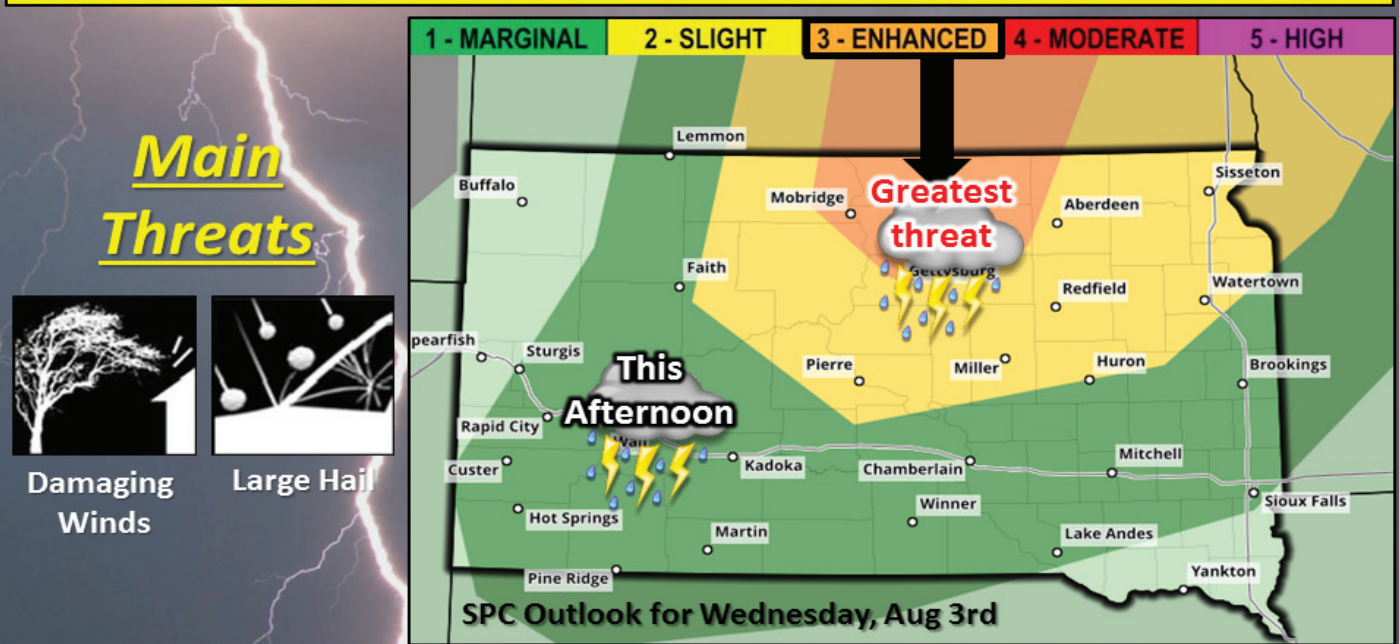 1 - MARGINAL
2 - SLIGHT
3 - ENHANCED
4 - MODERATE
5 - HIGH
Main
Threats
Damaging
Winds
Large Hail
Lemmon
Buffalo
Mobridge
Greatest
threat
Sisseton
Aberdeen
Faith
Gettysburg
Redfield
Watertown
pearfish
Sturgis
This
Afternoon
Pierre
Miller
Huron
Brookings
Rapid City
Wall
Custer
Kadoka
Chamberlain
Mitchell
Hot Springs
Winner
Sioux Falls
Martin
Lake Andes
Pine Ridge
Yankton
SPC Outlook for Wednesday, Aug 3rd